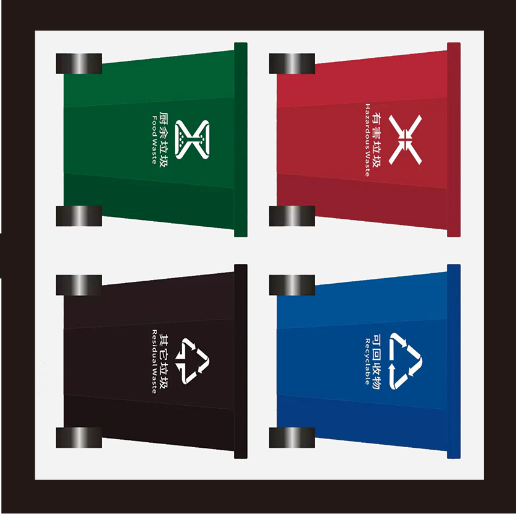 厨余垃圾
Food Waste
有害垃圾
Hazardous Waste
其它垃圾
Residual Waste
可回收物
Recyclable